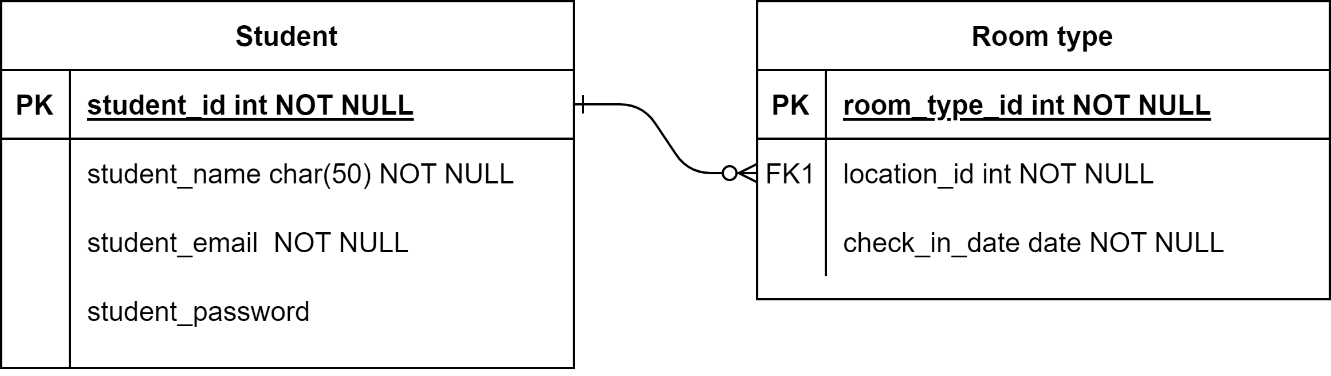 Student
PK student_id int NOT NULL
student_name char(50) NOT NULL
student_email  NOT NULL
student_password
Room type
PK room_type_id int NOT NULL
FK1 location_id int NOT NULL
check_in_date date NOT NULL